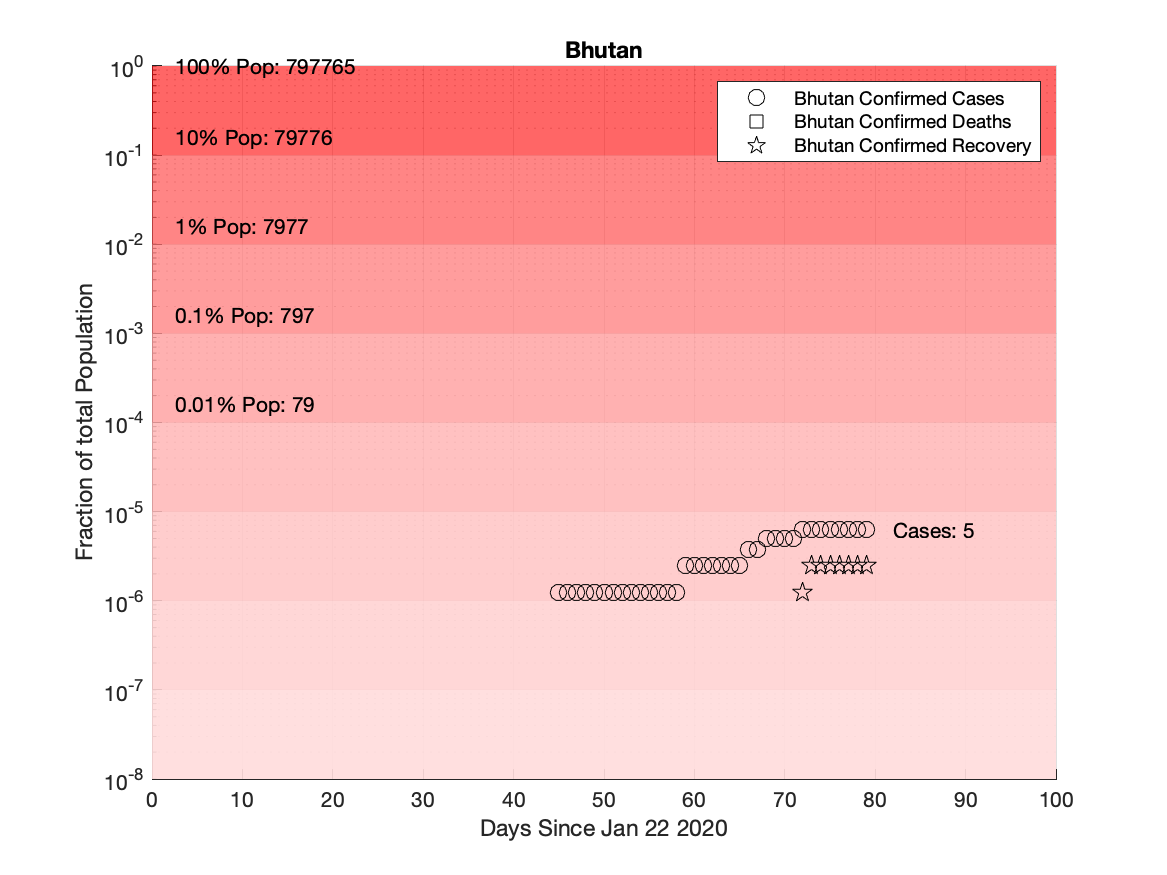 Bhutan
10^0
100% Pop: 797765
Bhutan Confirmed Cases
Bhutan Confirmed Deaths
Bhutan Confirmed Recovery
10% Pop: 79776
10^-1
1% Pop: 7977
10^-2
0.1% Pop: 797
10^-3
0.01% Pop: 79
10^-4
10^-5
Cases: 5
10^-6
10^-7
10^-8
Fraction of total Population
0 10 20 30 40 50 60 70 80 90 100
Days Since Jan 22 2020